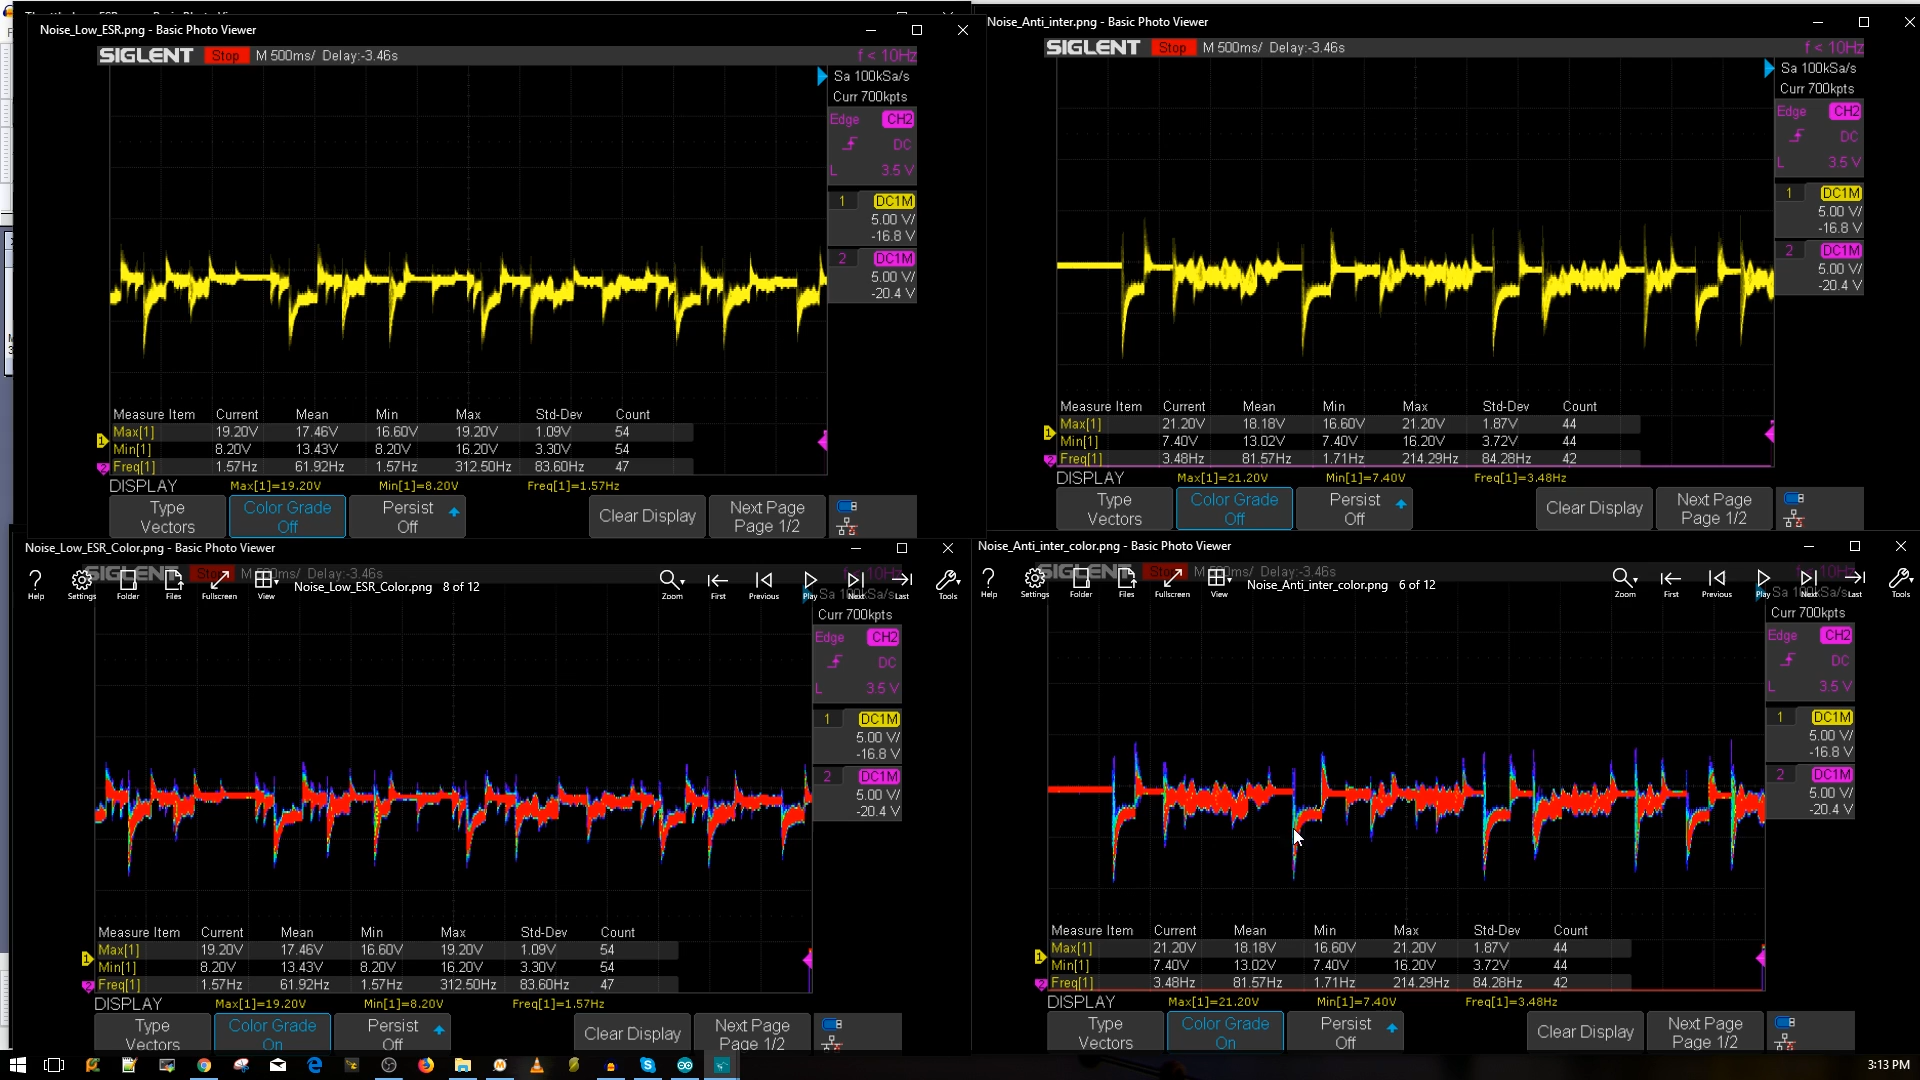 Noise_Low_ESR.png - Basic Photo Viewer
SIGLENT Stop M 500ms/ Delay:-3.46s f < 10Hz
Sa 100kSa/s
Curr 700kpts
Edge CH2
DC
L 3.5 V
1 DC1M
5.00 V/
-16.8 V
2 DC1M
5.00 V/
-20.4 V
Measure Item Current Mean Min Max Std-Dev Count
Max[1] 19.20V 17.46V 16.60V 19.20V 1.09V 54
Min[1] 8.20V 13.43V 8.20V 16.20V 3.30V 54
Freq[1] 1.57Hz 61.92Hz 1.57Hz 312.50Hz 83.60Hz 47
DISPLAY Max[1]=19.20V Min[1]=8.20V Freq[1]=1.57Hz
Type Vectors
Color Grade Off
Persist Off
Clear Display
Next Page Page 1/2
Noise_Anti_inter.png - Basic Photo Viewer
SIGLENT Stop M 500ms/ Delay:-3.46s f < 10Hz
Sa 100kSa/s
Curr 700kpts
Edge CH2
DC
L 3.5 V
1 DC1M
5.00 V/
-16.8 V
2 DC1M
5.00 V/
-20.4 V
Measure Item Current Mean Min Max Std-Dev Count
Max[1] 21.20V 18.18V 16.60V 21.20V 1.87V 44
Min[1] 7.40V 13.02V 7.40V 16.20V 3.72V 44
Freq[1] 3.48Hz 81.57Hz 1.71Hz 214.29Hz 84.28Hz 42
DISPLAY Max[1]=21.20V Min[1]=7.40V Freq[1]=3.48Hz
Type Vectors
Color Grade Off
Persist Off
Clear Display
Next Page Page 1/2
Noise_Low_ESR_Color.png - Basic Photo Viewer
SIGLENT Stop M 500ms/ Delay:-3.46s
Noise_Low_ESR_Color.png 8 of 12
Help Settings Folder Files Fullscreen View Zoom First Previous Play Next Last Tools
Sa 100kSa/s
Curr 700kpts
Edge CH2
DC
L 3.5 V
1 DC1M
5.00 V/
-16.8 V
2 DC1M
5.00 V/
-20.4 V
Measure Item Current Mean Min Max Std-Dev Count
Max[1] 19.20V 17.46V 16.60V 19.20V 1.09V 54
Min[1] 8.20V 13.43V 8.20V 16.20V 3.30V 54
Freq[1] 1.57Hz 61.92Hz 1.57Hz 312.50Hz 83.60Hz 47
DISPLAY Max[1]=19.20V Min[1]=8.20V Freq[1]=1.57Hz
Type Vectors
Color Grade On
Persist Off
Clear Display
Next Page Page 1/2
Noise_Anti_inter_color.png - Basic Photo Viewer
SIGLENT Stop M 500ms/ Delay:-3.46s
Noise_Anti_inter_color.png 6 of 12
Help Settings Folder Files Fullscreen View Zoom First Previous Play Next Last Tools
Sa 100kSa/s
Curr 700kpts
Edge CH2
DC
L 3.5 V
1 DC1M
5.00 V/
-16.8 V
2 DC1M
5.00 V/
-20.4 V
Measure Item Current Mean Min Max Std-Dev Count
Max[1] 21.20V 18.18V 16.60V 21.20V 1.87V 44
Min[1] 7.40V 13.02V 7.40V 16.20V 3.72V 44
Freq[1] 3.48Hz 81.57Hz 1.71Hz 214.29Hz 84.28Hz 42
DISPLAY Max[1]=21.20V Min[1]=7.40V Freq[1]=3.48Hz
Type Vectors
Color Grade On
Persist Off
Clear Display
Next Page Page 1/2
3:13 PM